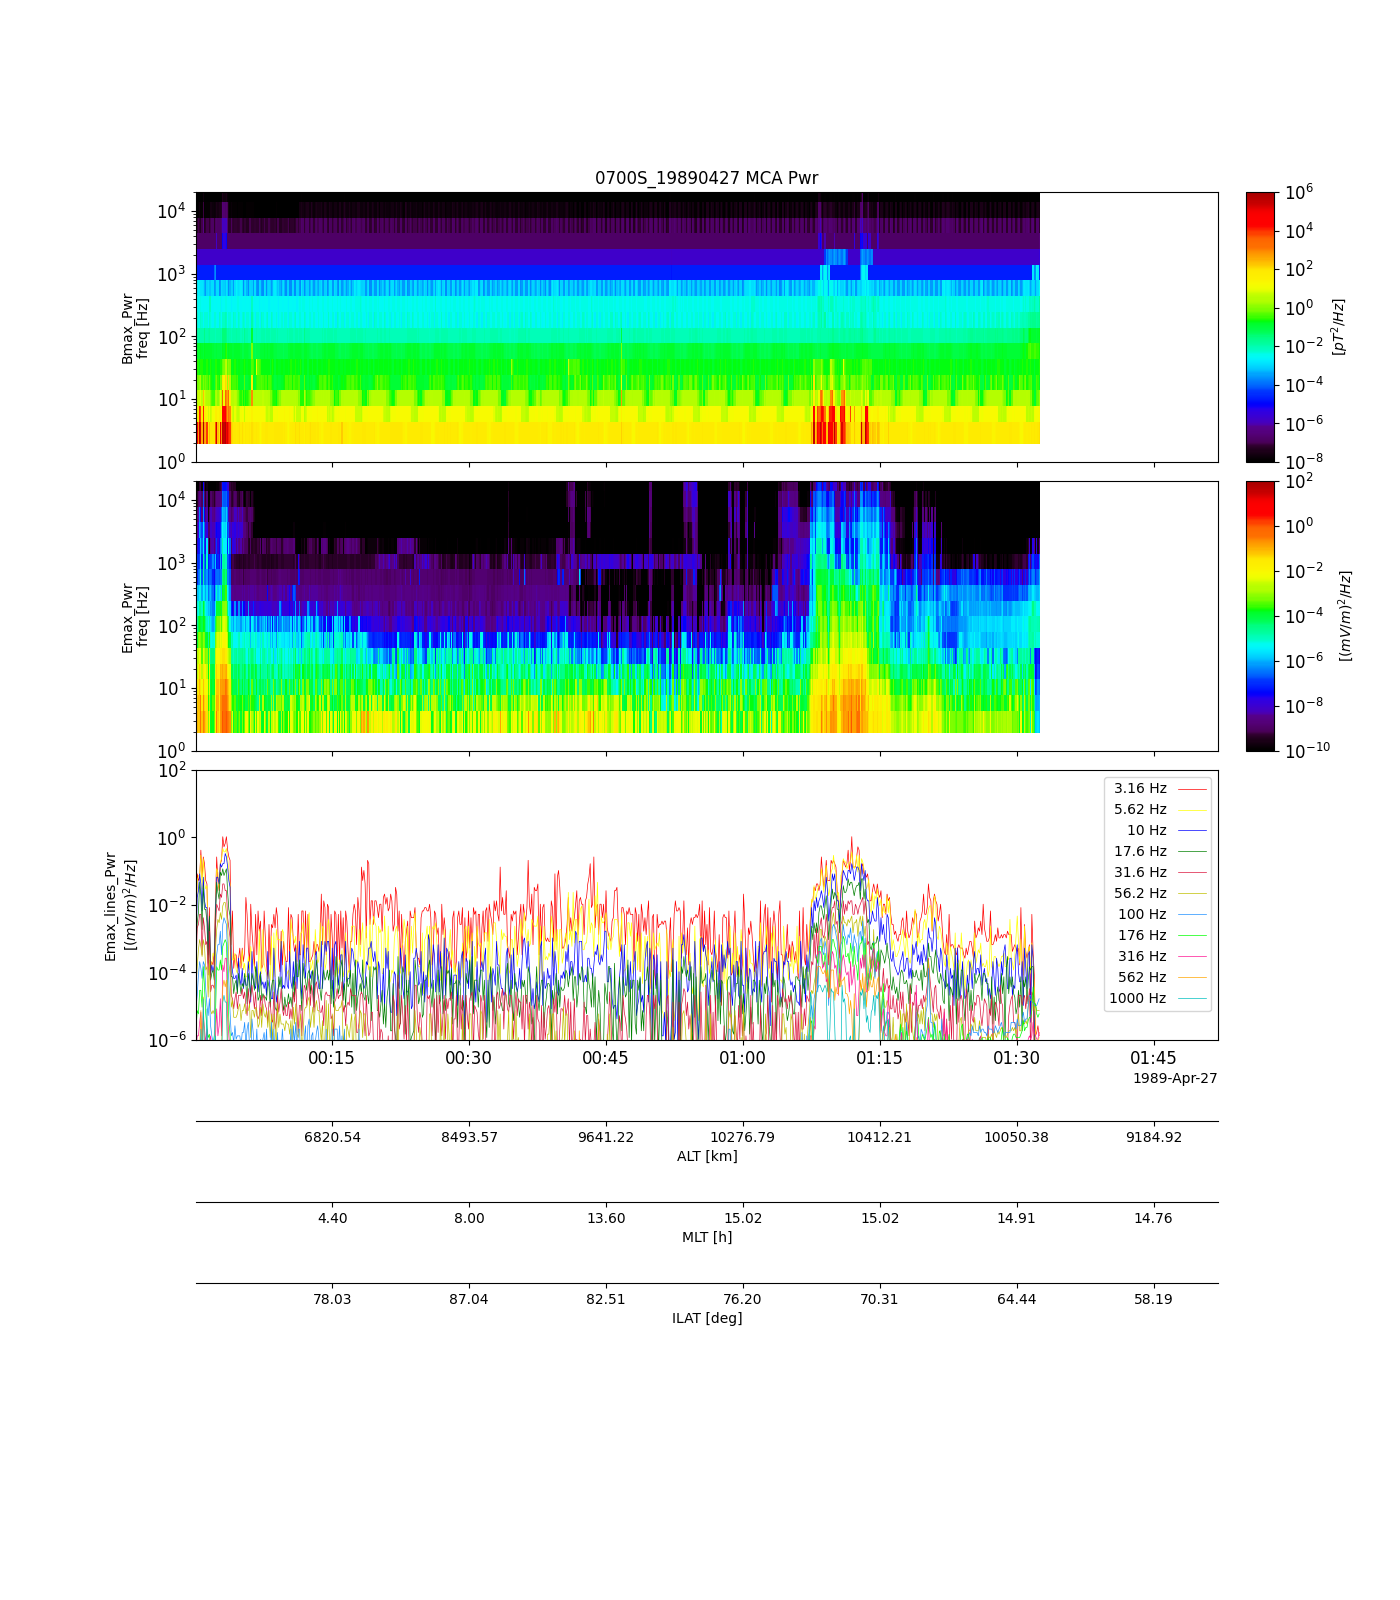 0700S_19890427 MCA Pwr
10^4
10^3
10^2
10^1
10^0
Bmax_Pwr
freq [Hz]
10^6
10^4
10^2
10^0
10^-2
10^-4
10^-6
10^-8
[pT^2/Hz]
10^4
10^3
10^2
10^1
10^0
Emax_Pwr
freq [Hz]
10^2
10^0
10^-2
10^-4
10^-6
10^-8
10^-10
[(mV/m)^2/Hz]
10^2
10^0
10^-2
10^-4
10^-6
Emax_lines_Pwr
[(mV/m)^2/Hz]
3.16 Hz
5.62 Hz
10 Hz
17.6 Hz
31.6 Hz
56.2 Hz
100 Hz
176 Hz
316 Hz
562 Hz
1000 Hz
00:15 00:30 00:45 01:00 01:15 01:30 01:45
1989-Apr-27
6820.54 8493.57 9641.22 10276.79 10412.21 10050.38 9184.92
ALT [km]
4.40 8.00 13.60 15.02 15.02 14.91 14.76
MLT [h]
78.03 87.04 82.51 76.20 70.31 64.44 58.19
ILAT [deg]